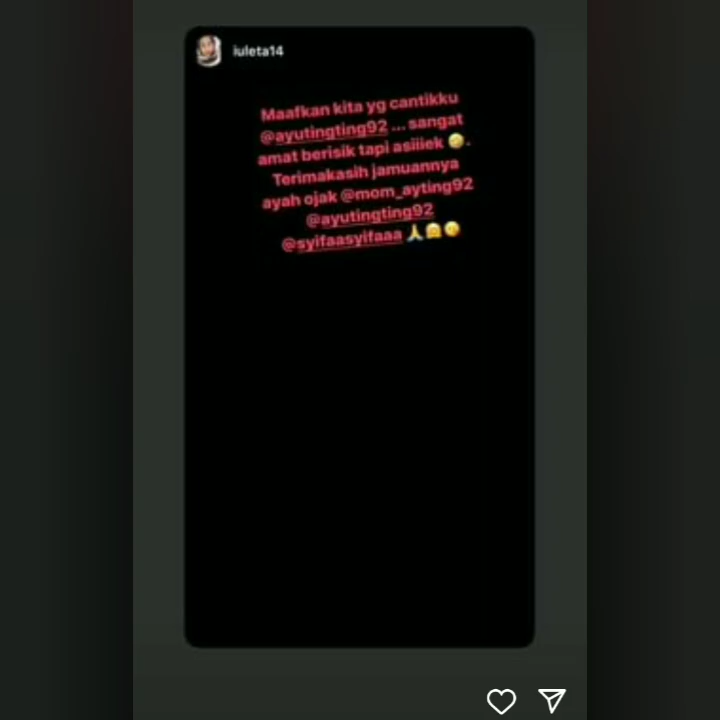 iuleta14
Maafkan kita yg cantikku
@ayutingting92 ... sangat
amat berisik tapi asiiiek 🤣.
Terimakasih jamuannya
ayah ojak @mom_ayting92
@ayutingting92
@syifaasyifaaa 🙏🤗😘